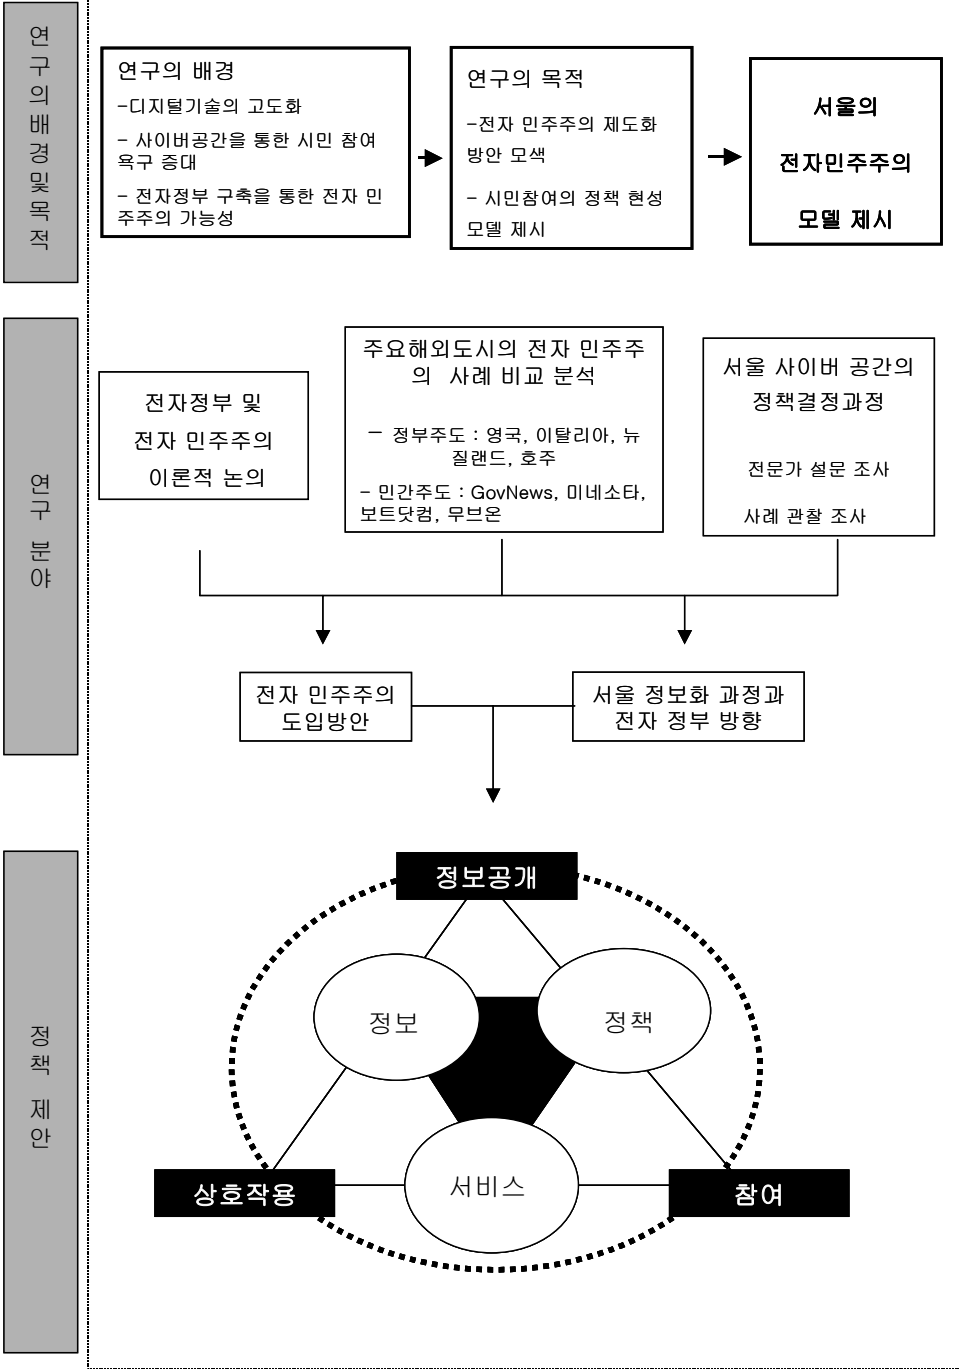 연구의배경및목적
연구의 배경
-디지털기술의 고도화
- 사이버공간을 통한 시민 참여
욕구 증대
- 전자정부 구축을 통한 전자 민
주주의 가능성
연구의 목적
-전자 민주주의 제도화
방안 모색
- 시민참여의 정책 현성
모델 제시
서울의
전자민주주의
모델 제시
연구 분야
전자정부 및
전자 민주주의
이론적 논의
주요해외도시의 전자 민주주
의 사례 비교 분석
- 정부주도 : 영국, 이탈리아, 뉴
질랜드, 호주
- 민간주도 : GovNews, 미네소타,
보트닷컴, 무브온
서울 사이버 공간의
정책결정과정
전문가 설문 조사
사례 관찰 조사
전자 민주주의
도입방안
서울 정보화 과정과
전자 정부 방향
정책 제안
정보공개
정보
정책
서비스
상호작용
참여